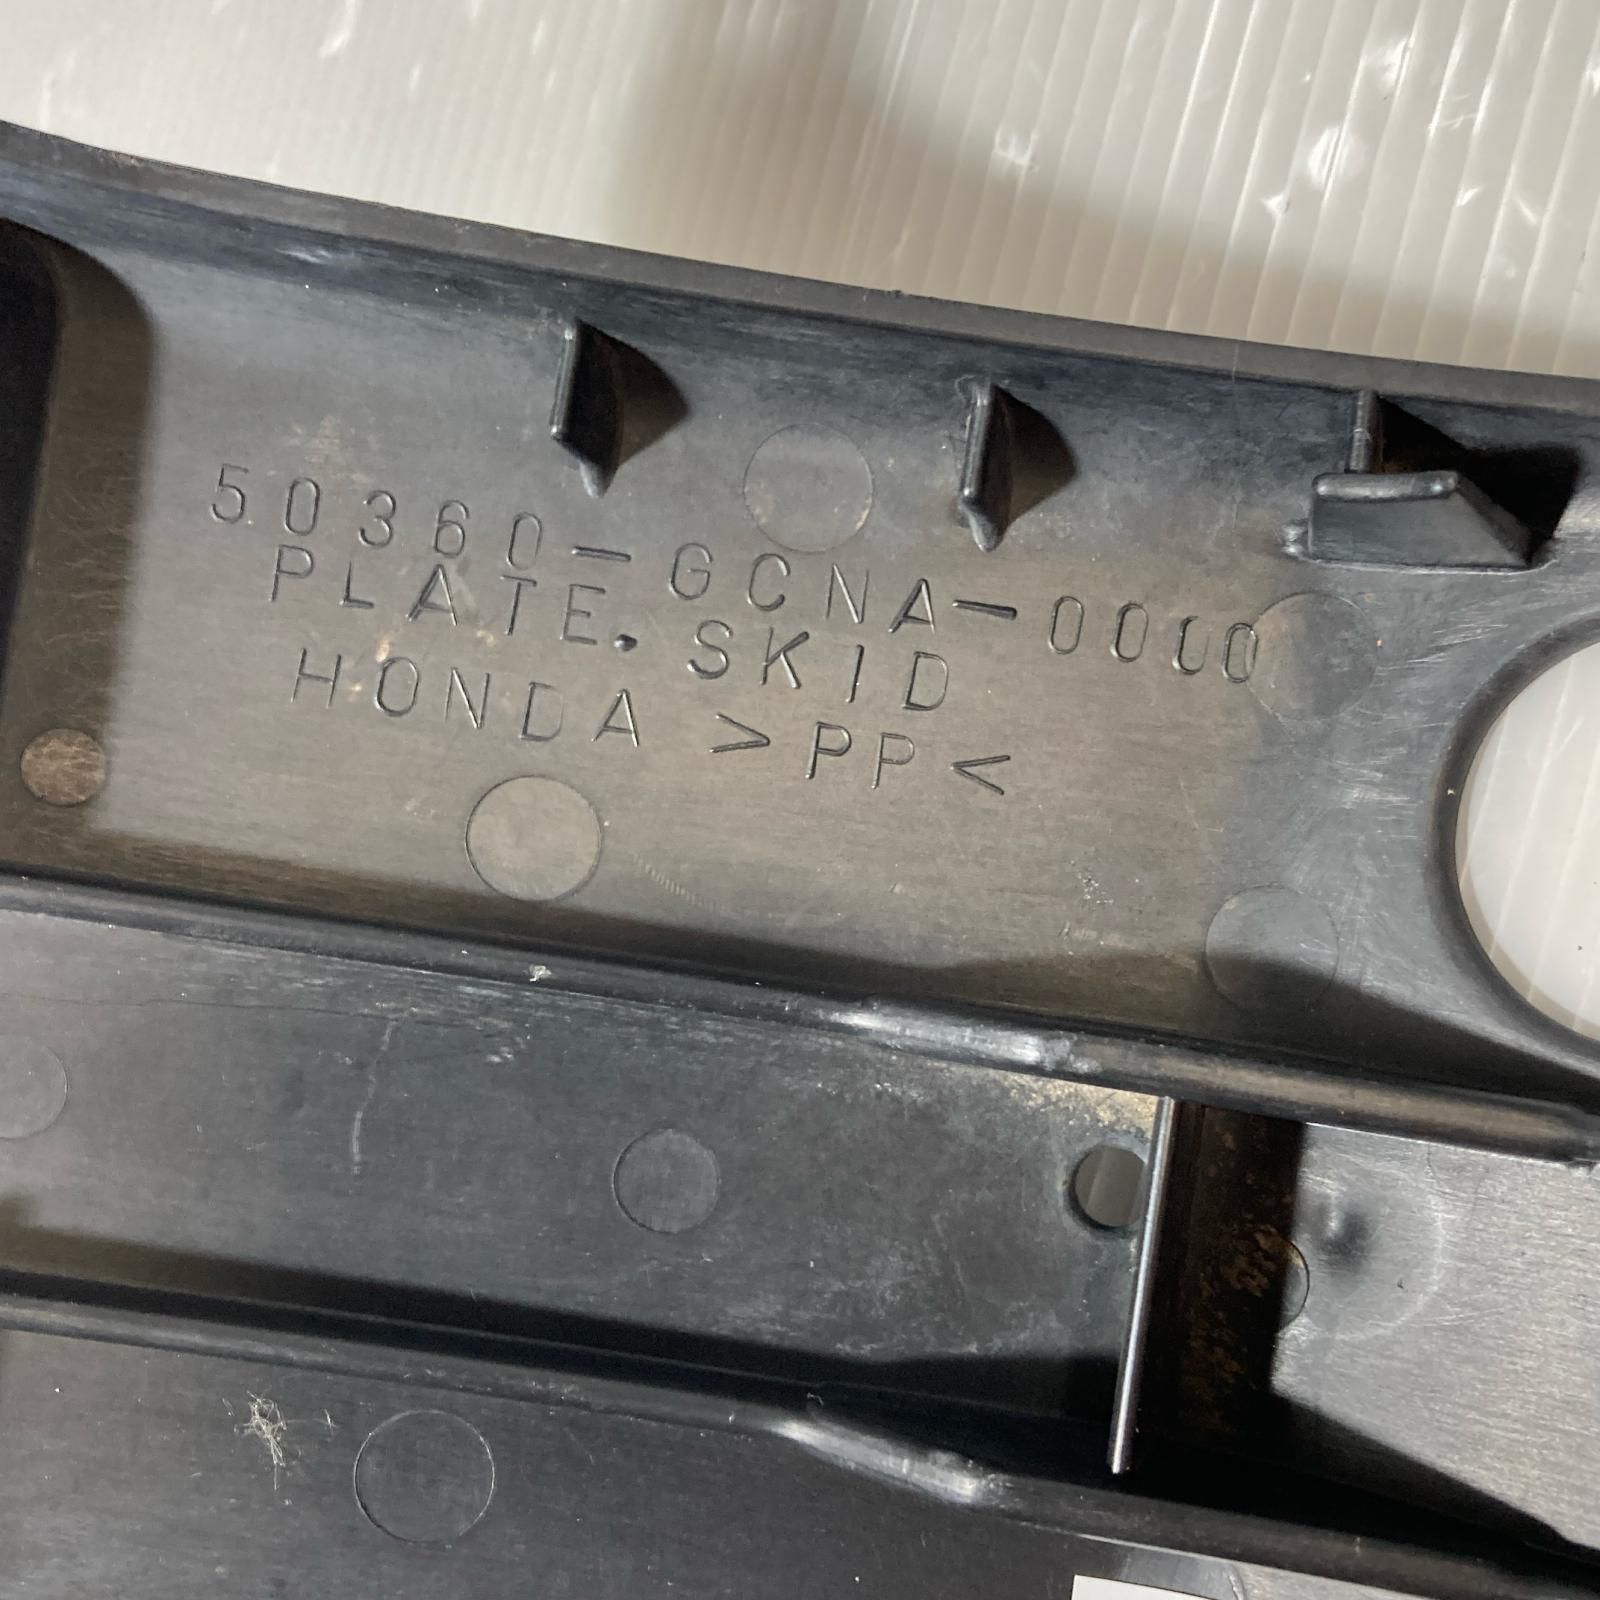 50360-GCNA-0000
PLATE. SKID
HONDA >PP<